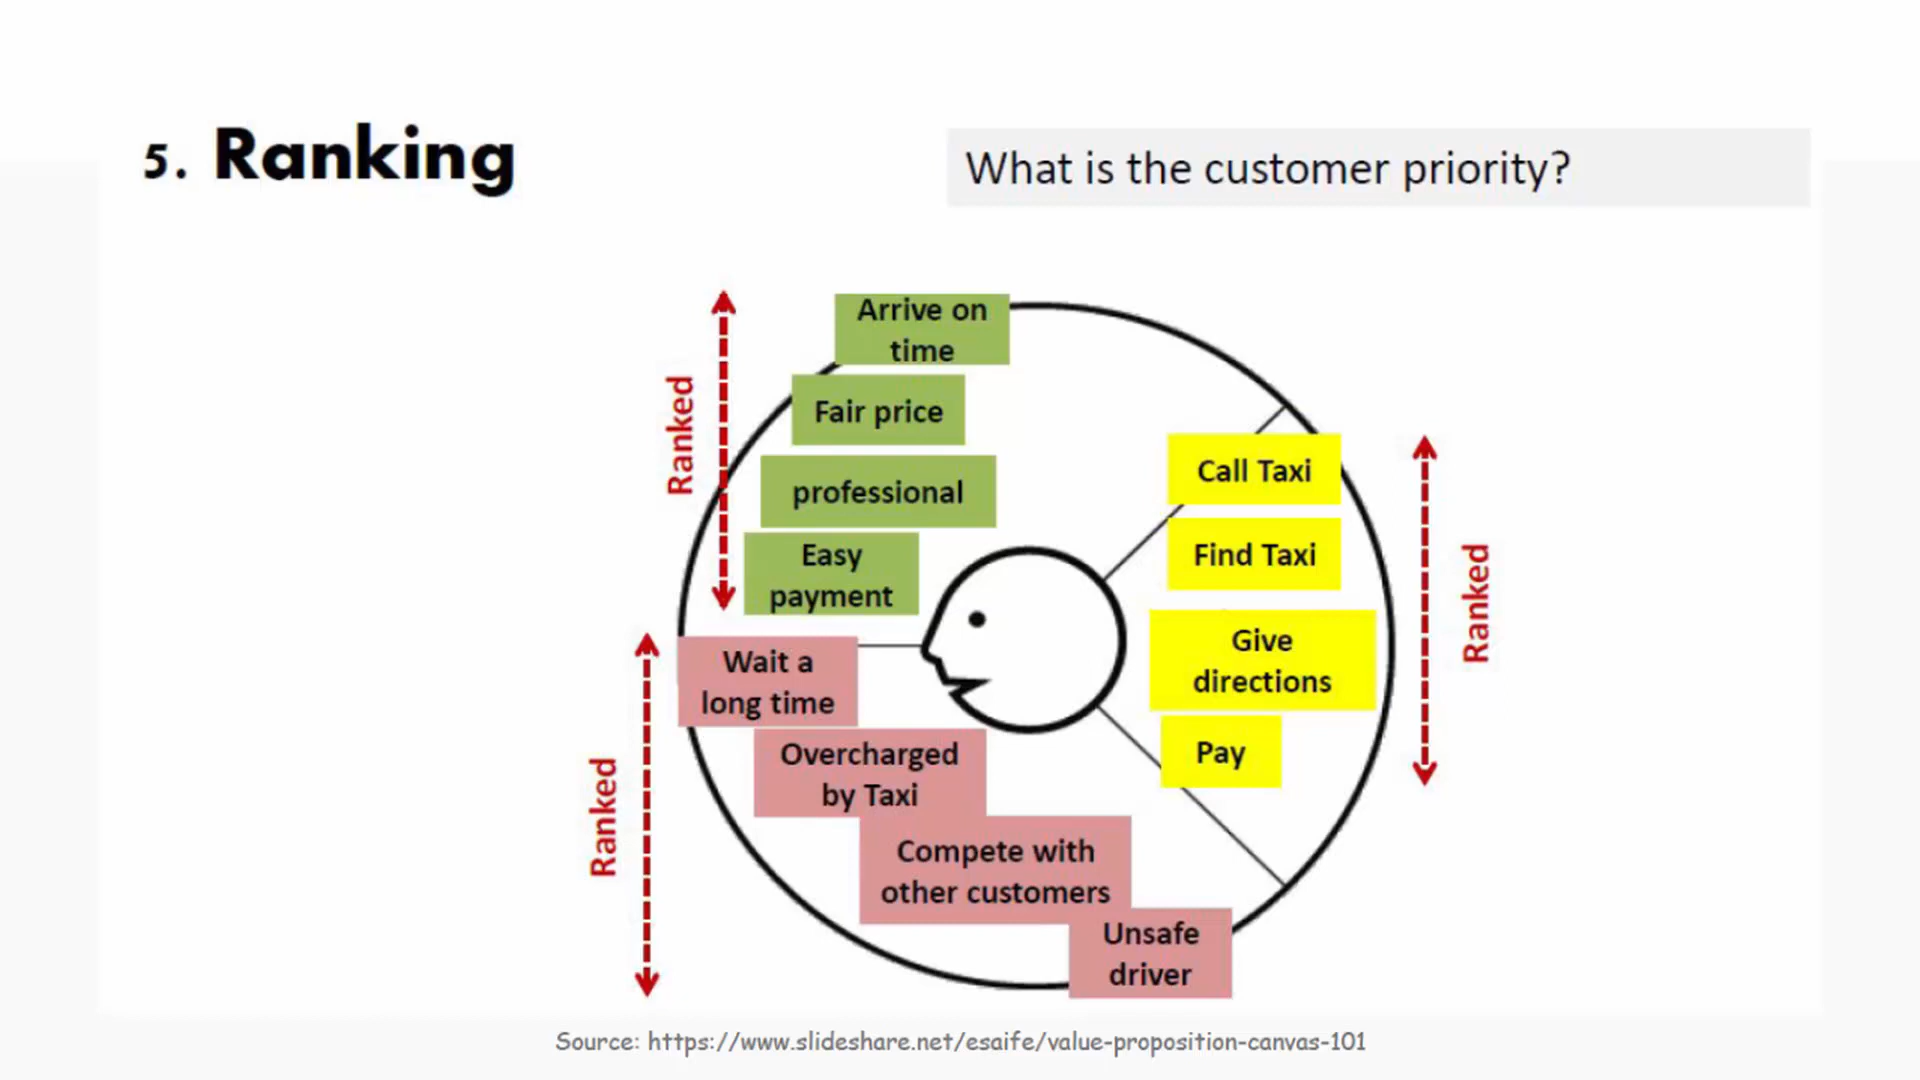 5. Ranking
What is the customer priority?
Ranked
Arrive on
time
Fair price
professional
Easy
payment
Call Taxi
Find Taxi
Give
directions
Pay
Ranked
Ranked
Wait a
long time
Overcharged
by Taxi
Compete with
other customers
Unsafe
driver
Source: https://www.slideshare.net/esaife/value-proposition-canvas-101